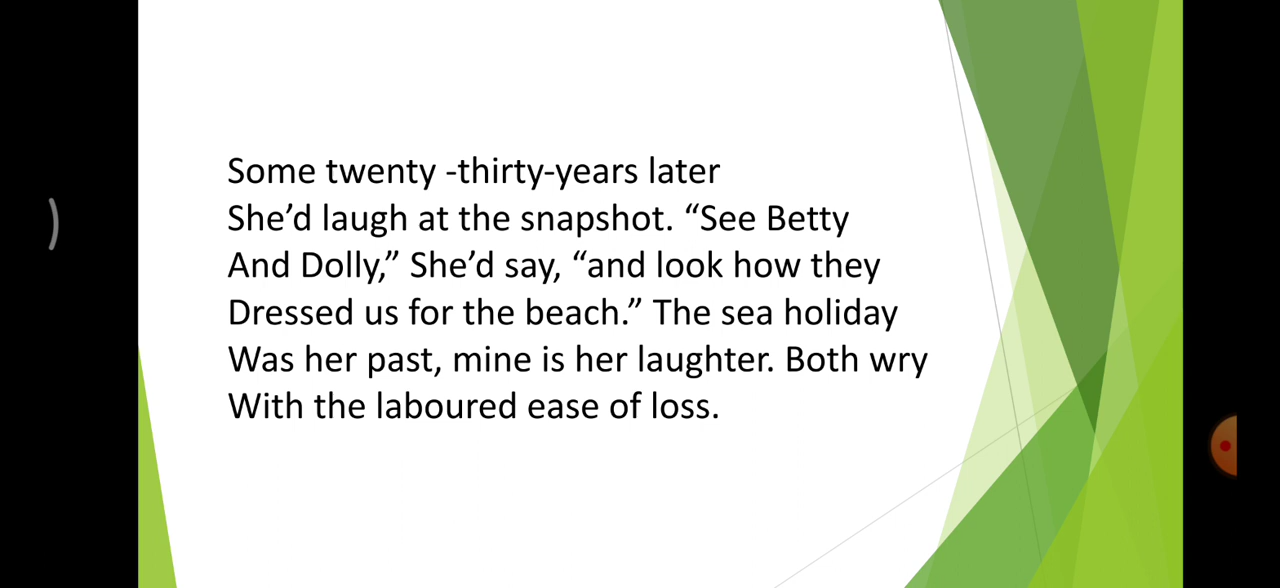 Some twenty -thirty-years later
She’d laugh at the snapshot. “See Betty
And Dolly,” She’d say, “and look how they
Dressed us for the beach.” The sea holiday
Was her past, mine is her laughter. Both wry
With the laboured ease of loss.